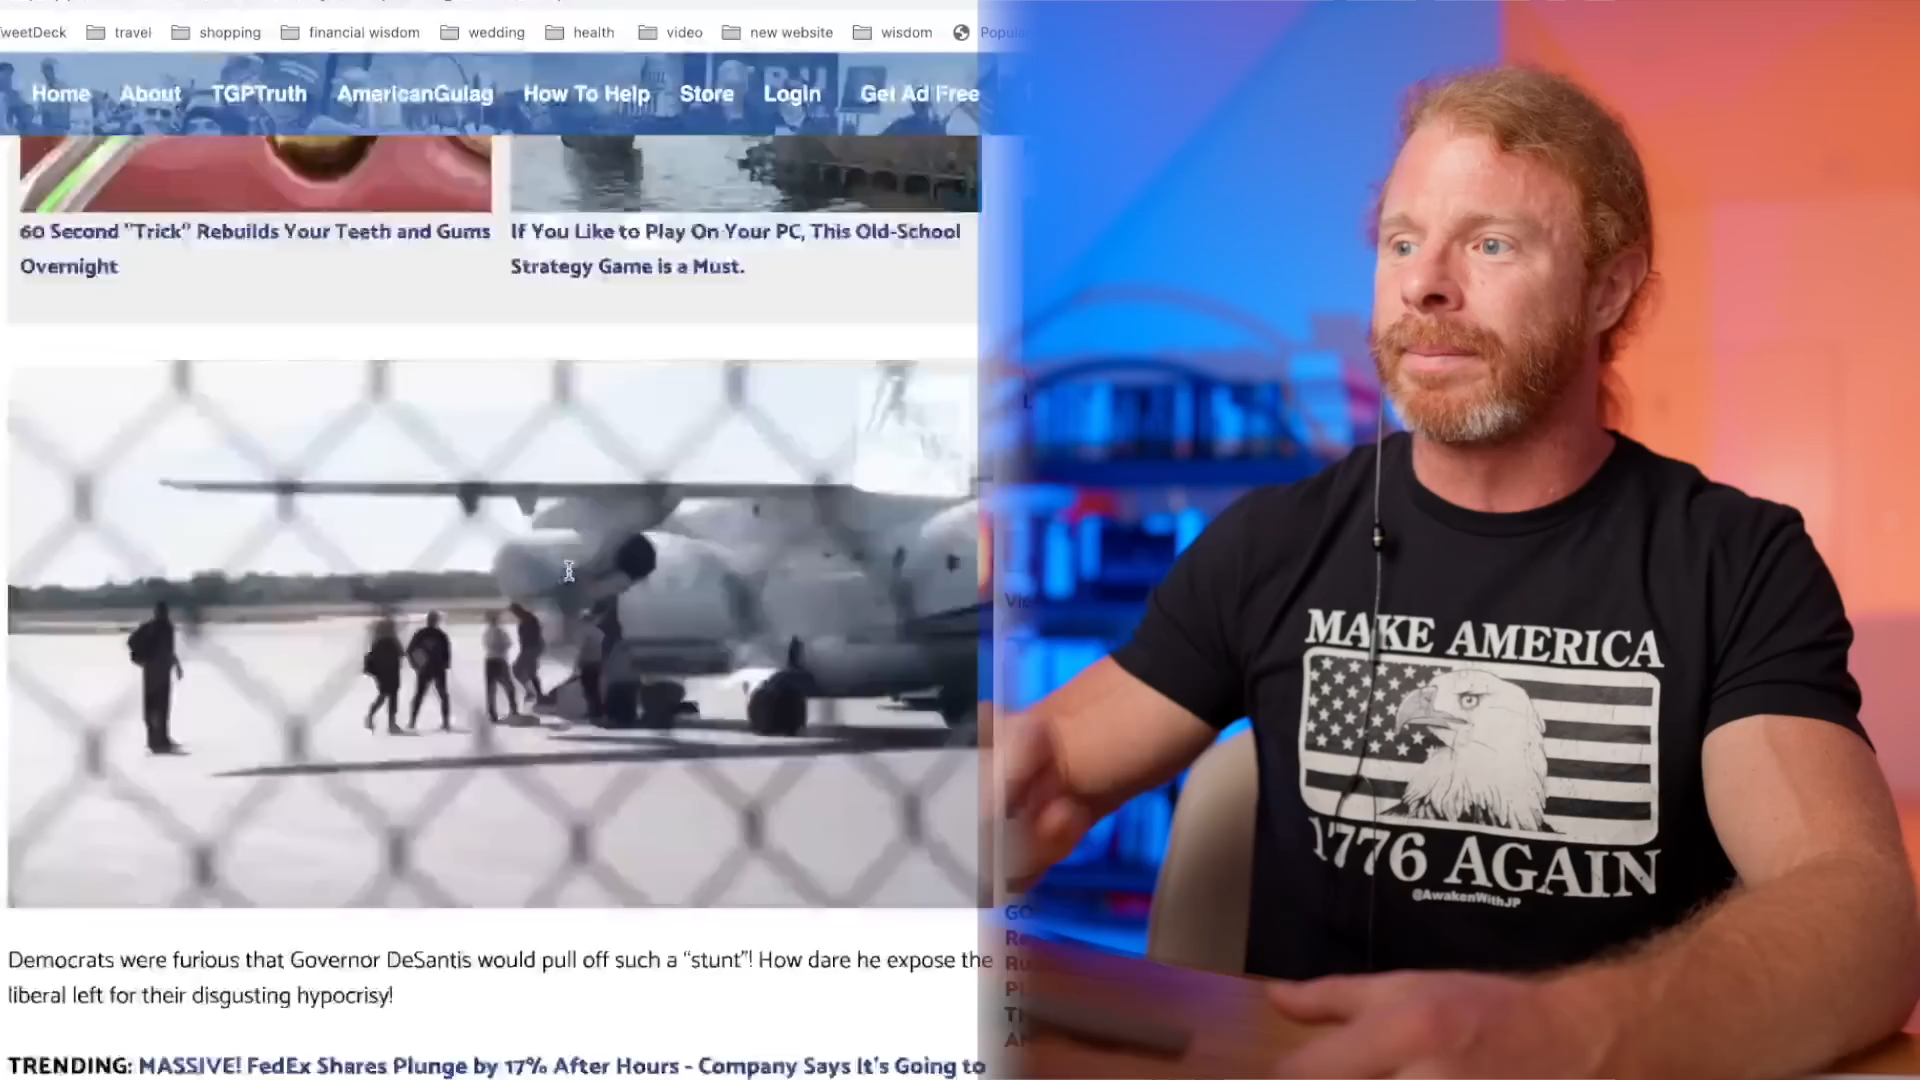 weetDeck travel shopping financial wisdom wedding health video new website wisdom
Home About TGPTruth AmericanGulag How To Help Store Login Get Ad Free
60 Second "Trick" Rebuilds Your Teeth and Gums
Overnight
If You Like to Play On Your PC, This Old-School
Strategy Game is a Must.
Democrats were furious that Governor DeSantis would pull off such a “stunt”! How dare he expose the
liberal left for their disgusting hypocrisy!
TRENDING: MASSIVE! FedEx Shares Plunge by 17% After Hours - Company Says It's Going to
MAKE AMERICA
1776 AGAIN
@AwakenWithJP